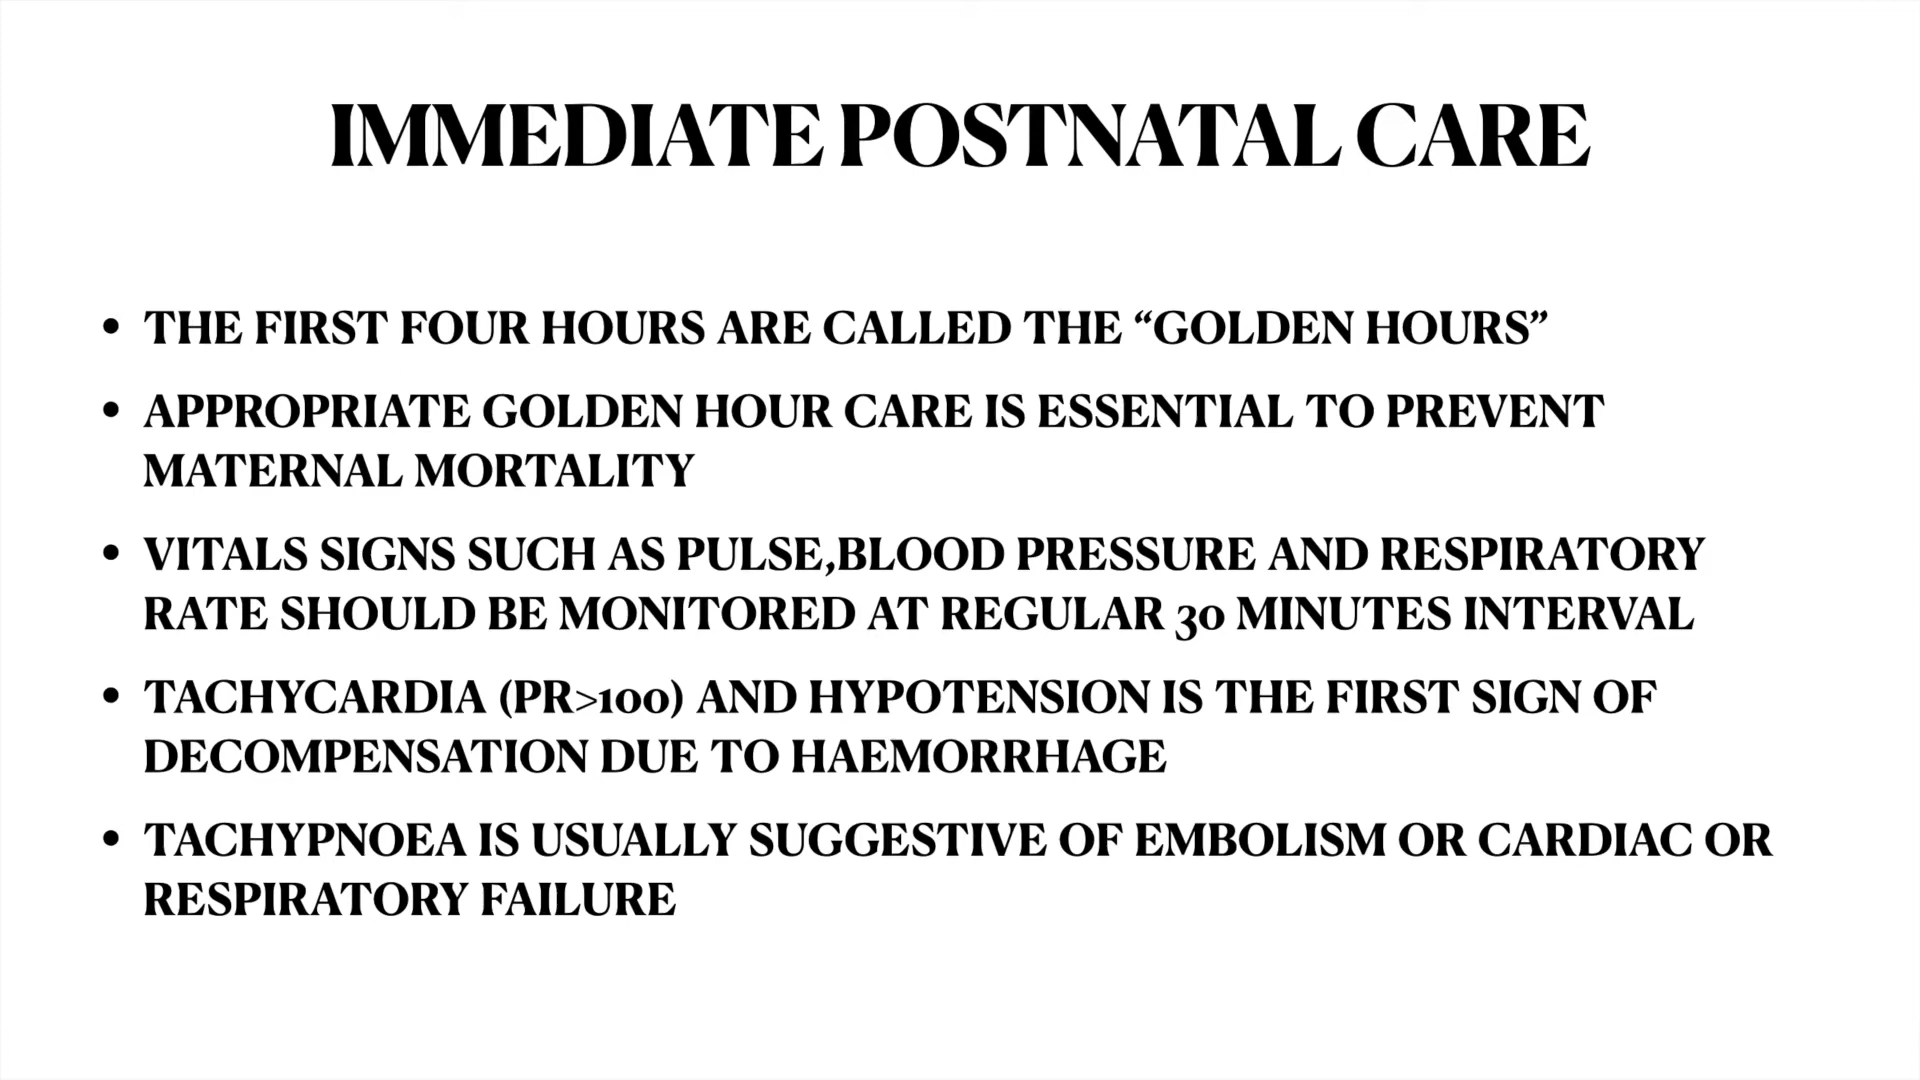 IMMEDIATE POSTNATAL CARE
• THE FIRST FOUR HOURS ARE CALLED THE “GOLDEN HOURS”
• APPROPRIATE GOLDEN HOUR CARE IS ESSENTIAL TO PREVENT
MATERNAL MORTALITY
• VITALS SIGNS SUCH AS PULSE,BLOOD PRESSURE AND RESPIRATORY
RATE SHOULD BE MONITORED AT REGULAR 30 MINUTES INTERVAL
• TACHYCARDIA (PR>100) AND HYPOTENSION IS THE FIRST SIGN OF
DECOMPENSATION DUE TO HAEMORRHAGE
• TACHYPNOEA IS USUALLY SUGGESTIVE OF EMBOLISM OR CARDIAC OR
RESPIRATORY FAILURE